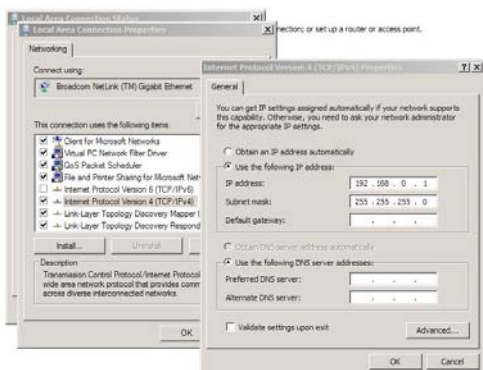 Local Area Connection Status
Local Area Connection Properties
nection; or set up a router or access point.
Networking
Connect using:
Broadcom NetLink (TM) Gigabit Ethernet
This connection uses the following items:
Client for Microsoft Networks
Virtual PC Network Filter Driver
QoS Packet Scheduler
File and Printer Sharing for Microsoft Net
Internet Protocol Version 6 (TCP/IPv6)
Internet Protocol Version 4 (TCP/IPv4)
Link-Layer Topology Discovery Mapper I
Link-Layer Topology Discovery Respond
Install...
Uninstall
Description
Transmission Control Protocol/Internet Protocol
wide area network protocol that provides comm
across diverse interconnected networks.
OK
Internet Protocol Version 4 (TCP/IPv4) Properties
General
You can get IP settings assigned automatically if your network supports
this capability. Otherwise, you need to ask your network administrator
for the appropriate IP settings.
Obtain an IP address automatically
Use the following IP address:
IP address: 192 . 168 . 0 . 1
Subnet mask: 255 . 255 . 255 . 0
Default gateway: . . .
Obtain DNS server address automatically
Use the following DNS server addresses:
Preferred DNS server: . . .
Alternate DNS server: . . .
Validate settings upon exit
Advanced...
OK
Cancel